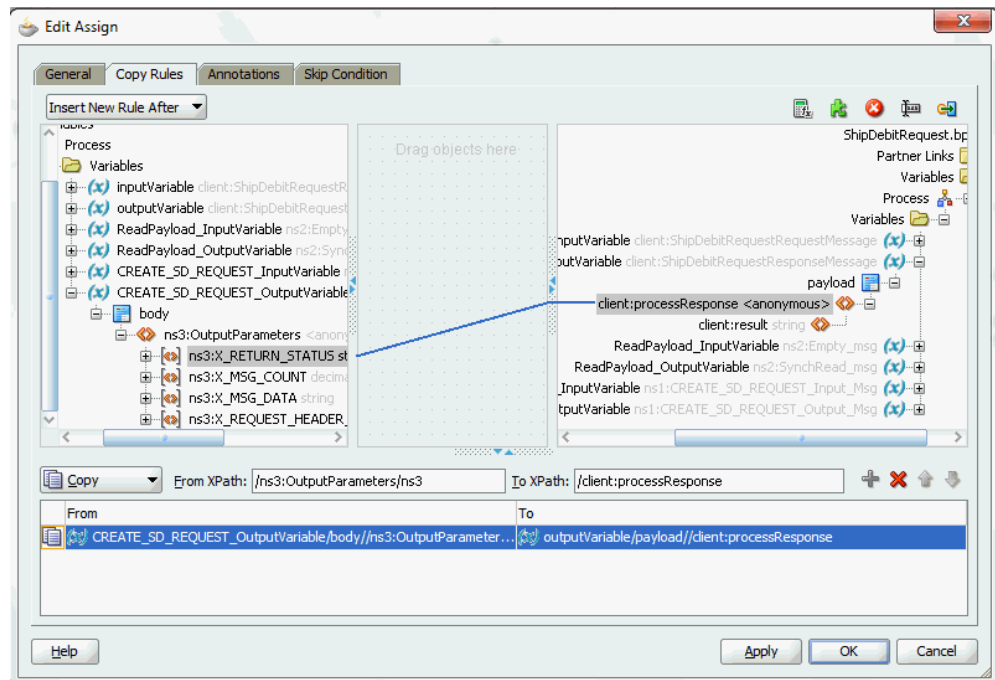 Edit Assign
General Copy Rules Annotations Skip Condition
Insert New Rule After
Process
Variables
inputVariable client:ShipDebitRequestR
outputVariable client:ShipDebitRequest
ReadPayload_InputVariable ns2:Empty
ReadPayload_OutputVariable ns2:Sync
CREATE_SD_REQUEST_InputVariable
CREATE_SD_REQUEST_OutputVariable
body
ns3:OutputParameters <anony
ns3:X_RETURN_STATUS st
ns3:X_MSG_COUNT decima
ns3:X_MSG_DATA string
ns3:X_REQUEST_HEADER_
Drag objects here
ShipDebitRequest.bp
Partner Links
Variables
Process
Variables
nputVariable client:ShipDebitRequestRequestMessage
putVariable client:ShipDebitRequestResponseMessage
payload
client:processResponse <anonymous>
client:result string
ReadPayload_InputVariable ns2:Empty_msg
ReadPayload_OutputVariable ns2:SynchRead_msg
_InputVariable ns1:CREATE_SD_REQUEST_Input_Msg
tputVariable ns1:CREATE_SD_REQUEST_Output_Msg
Copy From XPath: /ns3:OutputParameters/ns3 To XPath: /client:processResponse
From To
CREATE_SD_REQUEST_OutputVariable/body//ns3:OutputParameter... outputVariable/payload//client:processResponse
Help Apply OK Cancel